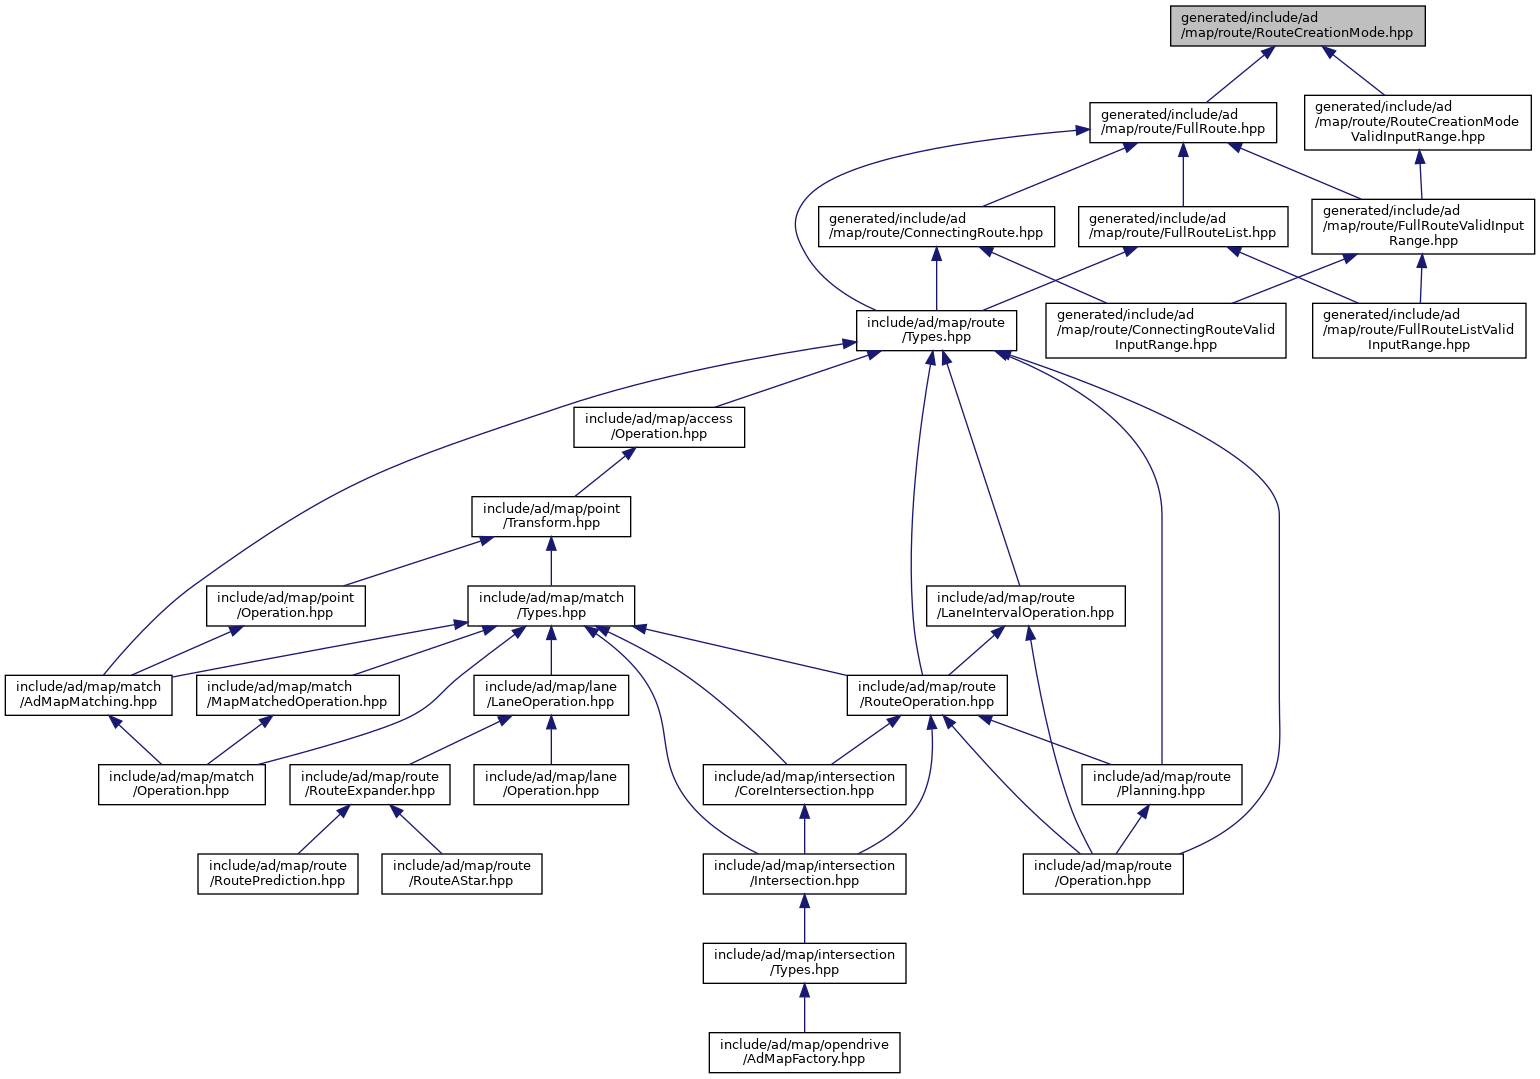 generated/include/ad
/map/route/RouteCreationMode.hpp
generated/include/ad
/map/route/FullRoute.hpp
generated/include/ad
/map/route/RouteCreationMode
ValidInputRange.hpp
generated/include/ad
/map/route/ConnectingRoute.hpp
generated/include/ad
/map/route/FullRouteList.hpp
generated/include/ad
/map/route/FullRouteValidInput
Range.hpp
include/ad/map/route
/Types.hpp
generated/include/ad
/map/route/ConnectingRouteValid
InputRange.hpp
generated/include/ad
/map/route/FullRouteListValid
InputRange.hpp
include/ad/map/access
/Operation.hpp
include/ad/map/point
/Transform.hpp
include/ad/map/point
/Operation.hpp
include/ad/map/match
/Types.hpp
include/ad/map/route
/LaneIntervalOperation.hpp
include/ad/map/match
/AdMapMatching.hpp
include/ad/map/match
/MapMatchedOperation.hpp
include/ad/map/lane
/LaneOperation.hpp
include/ad/map/route
/RouteOperation.hpp
include/ad/map/match
/Operation.hpp
include/ad/map/route
/RouteExpander.hpp
include/ad/map/lane
/Operation.hpp
include/ad/map/intersection
/CoreIntersection.hpp
include/ad/map/route
/Planning.hpp
include/ad/map/route
/RoutePrediction.hpp
include/ad/map/route
/RouteAStar.hpp
include/ad/map/intersection
/Intersection.hpp
include/ad/map/route
/Operation.hpp
include/ad/map/intersection
/Types.hpp
include/ad/map/opendrive
/AdMapFactory.hpp